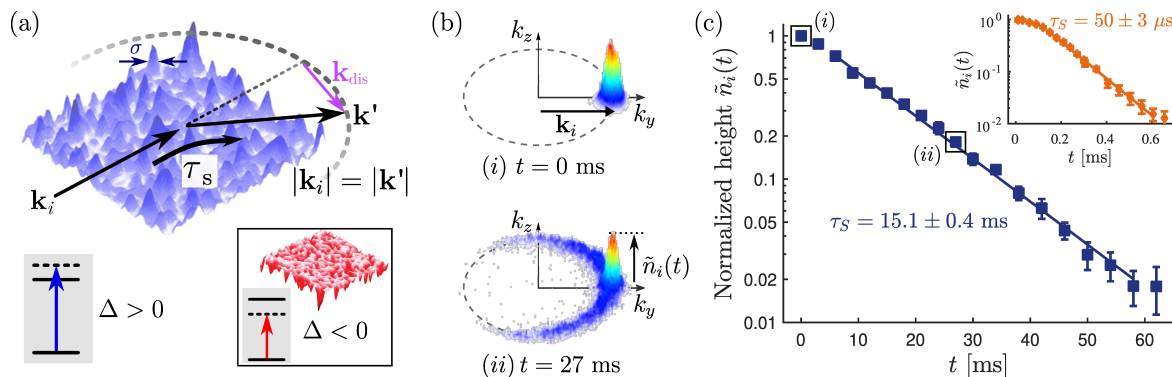 (a)
σ
k_dis
k'
τ_s
k_i
|k_i| = |k'|
Δ > 0
Δ < 0
(b)
k_z
k_y
k_i
(i) t = 0 ms
k_z
ñ_i(t)
k_y
(ii) t = 27 ms
(c)
Normalized height ñ_i(t)
1
0.5
0.2
0.1
0.05
0.02
0.01
(i)
(ii)
τ_S = 15.1 ± 0.4 ms
0
10
20
30
40
50
60
t [ms]
ñ_i(t)
10^0
10^-1
10^-2
τ_S = 50 ± 3 μs
0
0.2
0.4
0.6
t [ms]